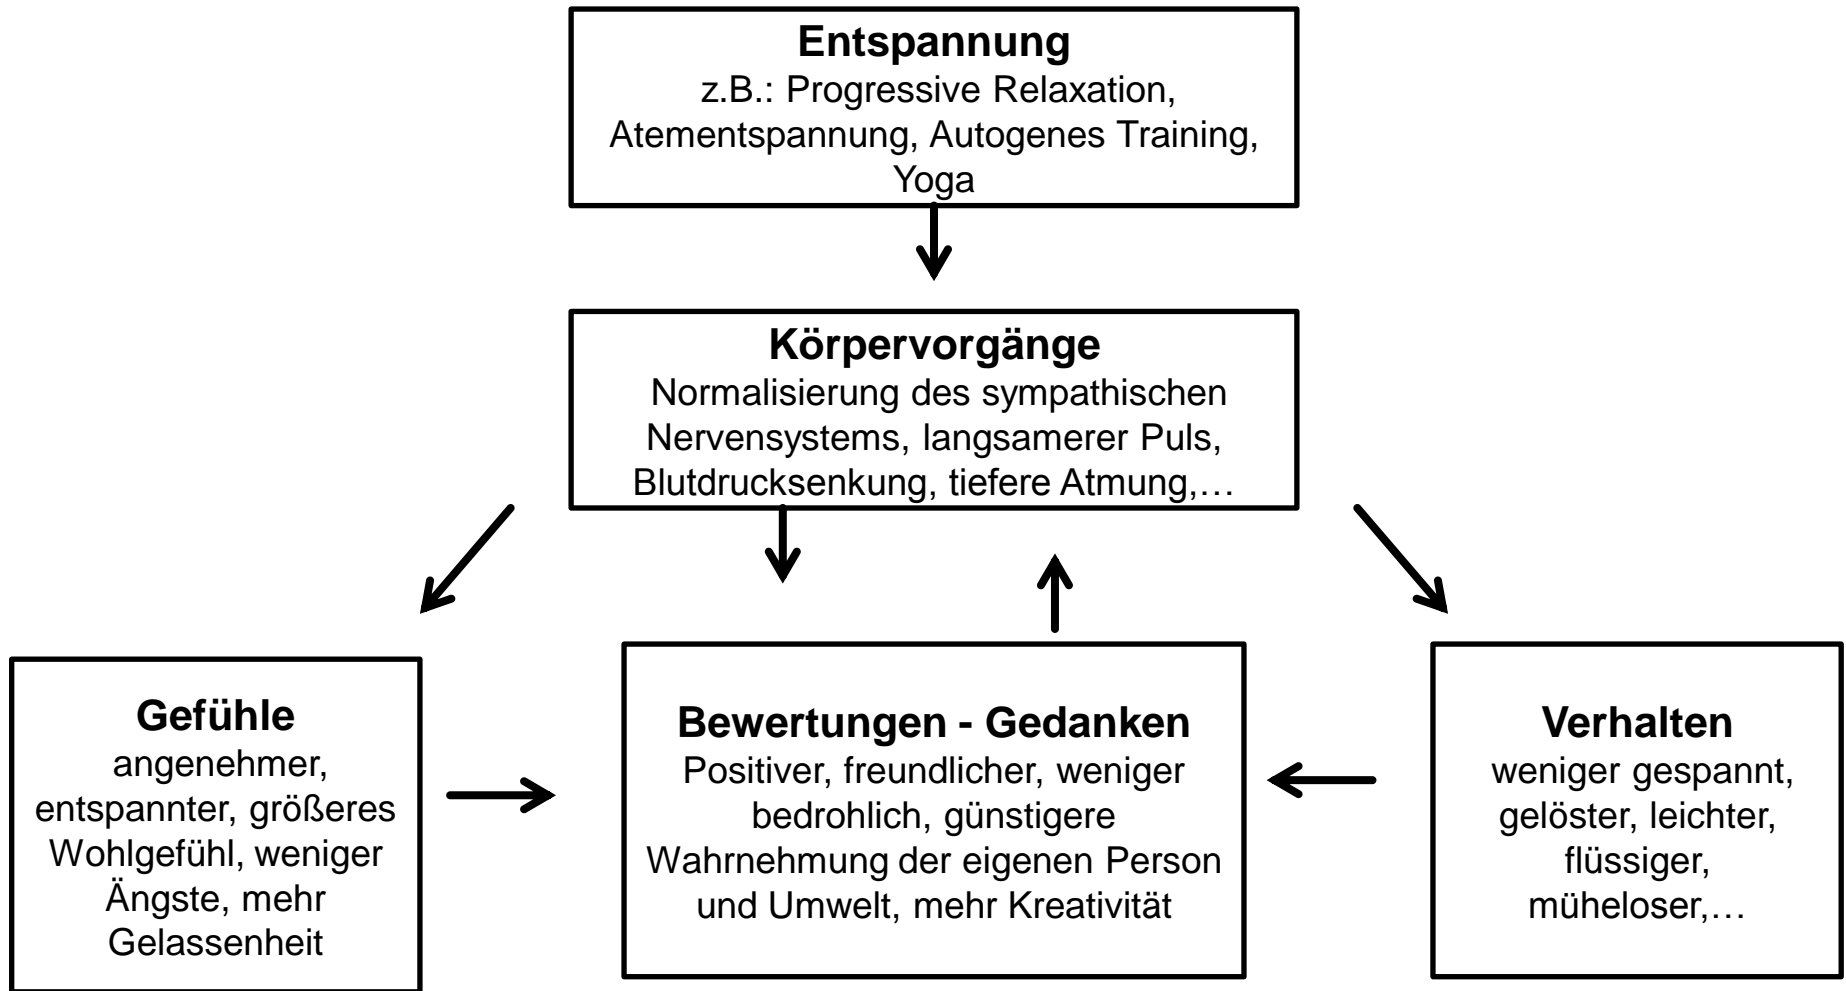 Entspannung
z.B.: Progressive Relaxation,
Atementspannung, Autogenes Training,
Yoga
Körpervorgänge
Normalisierung des sympathischen
Nervensystems, langsamerer Puls,
Blutdrucksenkung, tiefere Atmung,…
Gefühle
angenehmer,
entspannter, größeres
Wohlgefühl, weniger
Ängste, mehr
Gelassenheit
Bewertungen - Gedanken
Positiver, freundlicher, weniger
bedrohlich, günstigere
Wahrnehmung der eigenen Person
und Umwelt, mehr Kreativität
Verhalten
weniger gespannt,
gelöster, leichter,
flüssiger,
müheloser,…